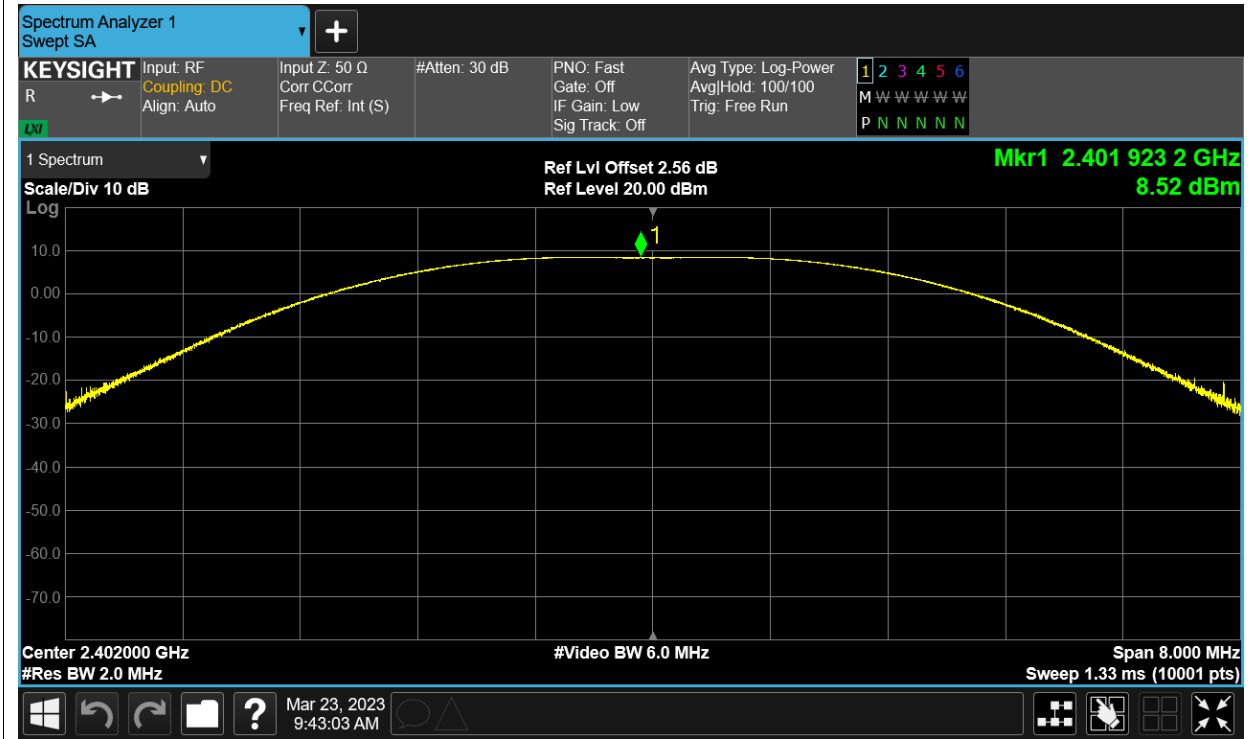 Spectrum Analyzer 1
Swept SA
KEYSIGHT
R
LXI
Input: RF
Coupling: DC
Align: Auto
Input Z: 50 Ω
Corr CCorr
Freq Ref: Int (S)
#Atten: 30 dB
PNO: Fast
Gate: Off
IF Gain: Low
Sig Track: Off
Avg Type: Log-Power
Avg|Hold: 100/100
Trig: Free Run
1 2 3 4 5 6
M W W W W W W
P N N N N N N
1 Spectrum
Scale/Div 10 dB
Log
Ref Lvl Offset 2.56 dB
Ref Level 20.00 dBm
Mkr1 2.401 923 2 GHz
8.52 dBm
1
10.0
0.00
-10.0
-20.0
-30.0
-40.0
-50.0
-60.0
-70.0
Center 2.402000 GHz
#Res BW 2.0 MHz
#Video BW 6.0 MHz
Span 8.000 MHz
Sweep 1.33 ms (10001 pts)
?
Mar 23, 2023
9:43:03 AM